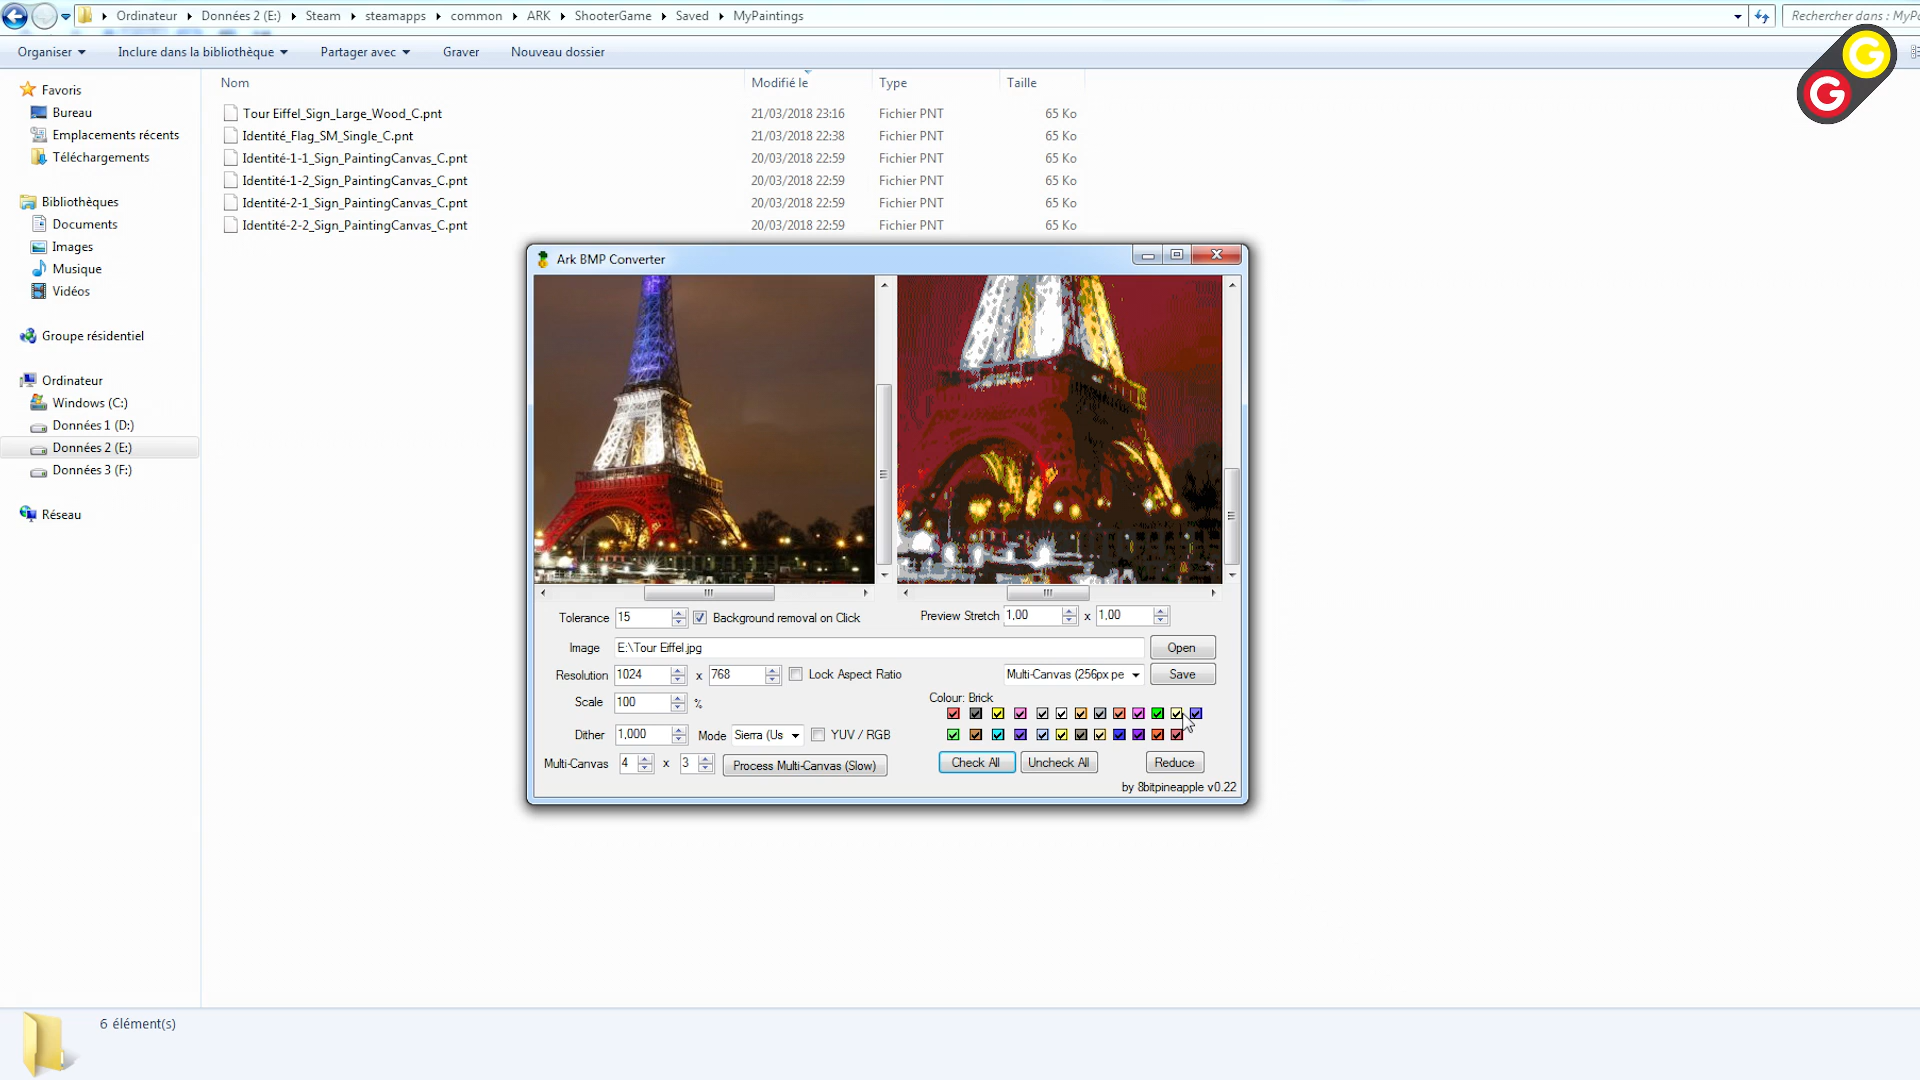 Ordinateur Données 2 (E:) Steam steamapps common ARK ShooterGame Saved MyPaintings
Rechercher dans : MyPa
Organiser Inclure dans la bibliothèque Partager avec Graver Nouveau dossier
G
G
Favoris
Bureau
Emplacements récents
Téléchargements
Bibliothèques
Documents
Images
Musique
Vidéos
Groupe résidentiel
Ordinateur
Windows (C:)
Données 1 (D:)
Données 2 (E:)
Données 3 (F:)
Réseau
Nom Modifié le Type Taille
Tour Eiffel_Sign_Large_Wood_C.pnt 21/03/2018 23:16 Fichier PNT 65 Ko
Identité_Flag_SM_Single_C.pnt 21/03/2018 22:38 Fichier PNT 65 Ko
Identité-1-1_Sign_PaintingCanvas_C.pnt 20/03/2018 22:59 Fichier PNT 65 Ko
Identité-1-2_Sign_PaintingCanvas_C.pnt 20/03/2018 22:59 Fichier PNT 65 Ko
Identité-2-1_Sign_PaintingCanvas_C.pnt 20/03/2018 22:59 Fichier PNT 65 Ko
Identité-2-2_Sign_PaintingCanvas_C.pnt 20/03/2018 22:59 Fichier PNT 65 Ko
Ark BMP Converter
Tolerance 15 Background removal on Click Preview Stretch 1,00 x 1,00
Image E:\Tour Eiffel.jpg Open
Resolution 1024 x 768 Lock Aspect Ratio Multi-Canvas (256px pe Save
Scale 100 % Colour: Brick
Dither 1,000 Mode Sierra (Us YUV / RGB
Multi-Canvas 4 x 3 Process Multi-Canvas (Slow) Check All Uncheck All Reduce
by 8bitpineapple v0.22
6 élément(s)